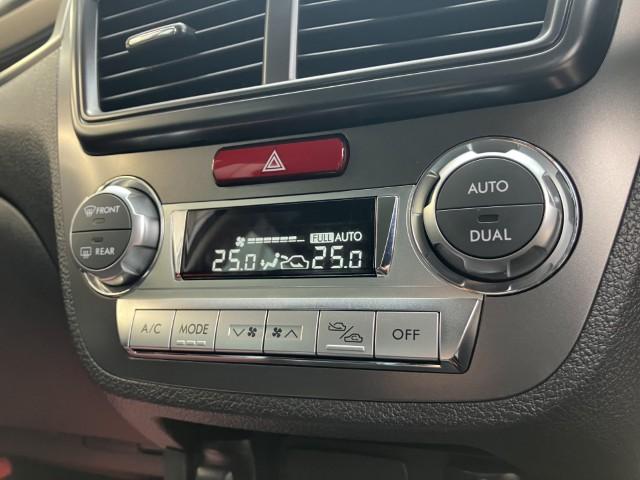 FRONT
REAR
FULL AUTO
25.0 25.0
AUTO
DUAL
A/C
MODE
OFF